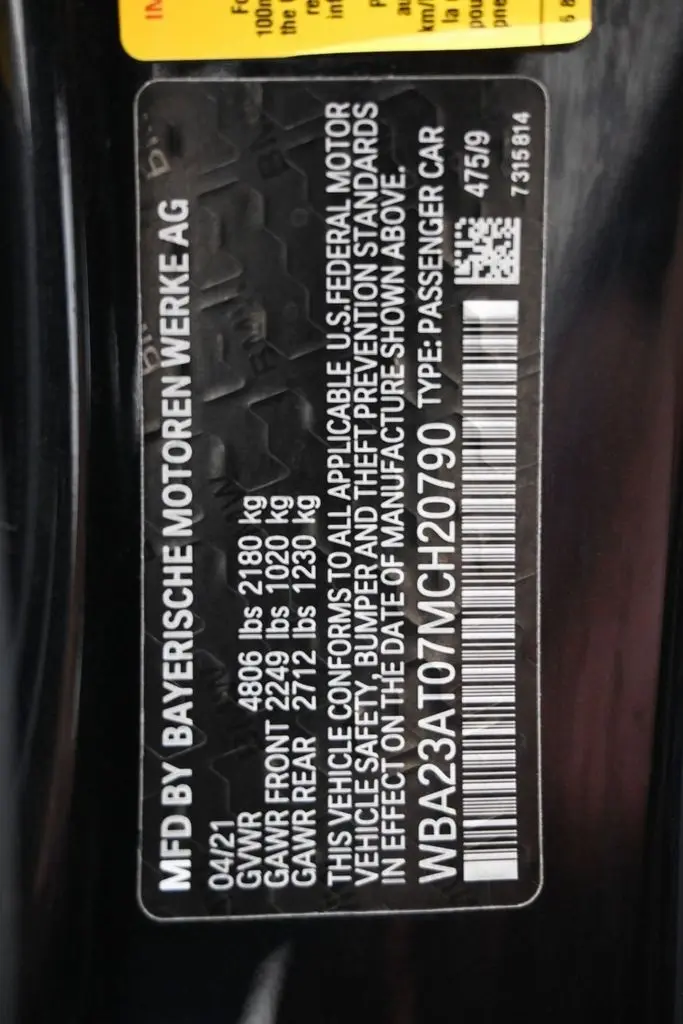 MFD BY BAYERISCHE MOTOREN WERKE AG
04/21
GVWR 4806 lbs 2180 kg
GAWR FRONT 2249 lbs 1020 kg
GAWR REAR 2712 lbs 1230 kg
THIS VEHICLE CONFORMS TO ALL APPLICABLE U.S.FEDERAL MOTOR
VEHICLE SAFETY, BUMPER AND THEFT PREVENTION STANDARDS
IN EFFECT ON THE DATE OF MANUFACTURE SHOWN ABOVE.
WBA23AT07MCH20790 TYPE: PASSENGER CAR
475/9
7315814